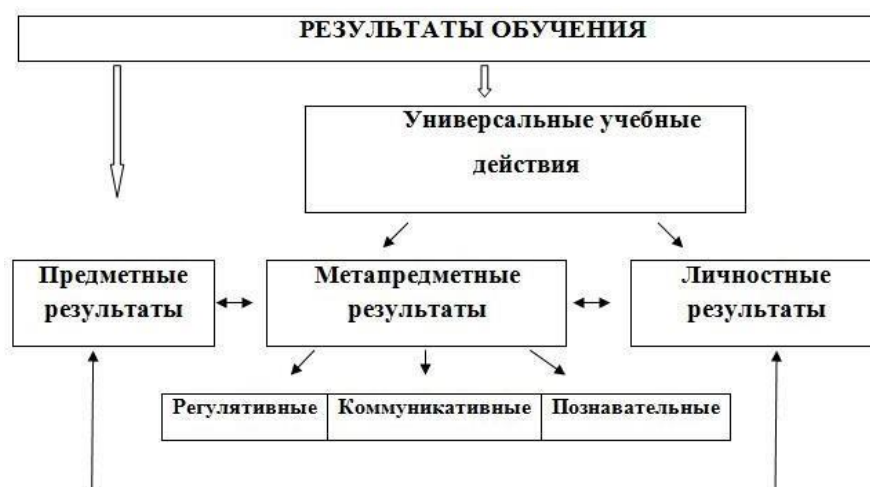 РЕЗУЛЬТАТЫ ОБУЧЕНИЯ
Универсальные учебные
действия
Предметные
результаты
Метапредметные
результаты
Личностные
результаты
Регулятивные
Коммуникативные
Познавательные